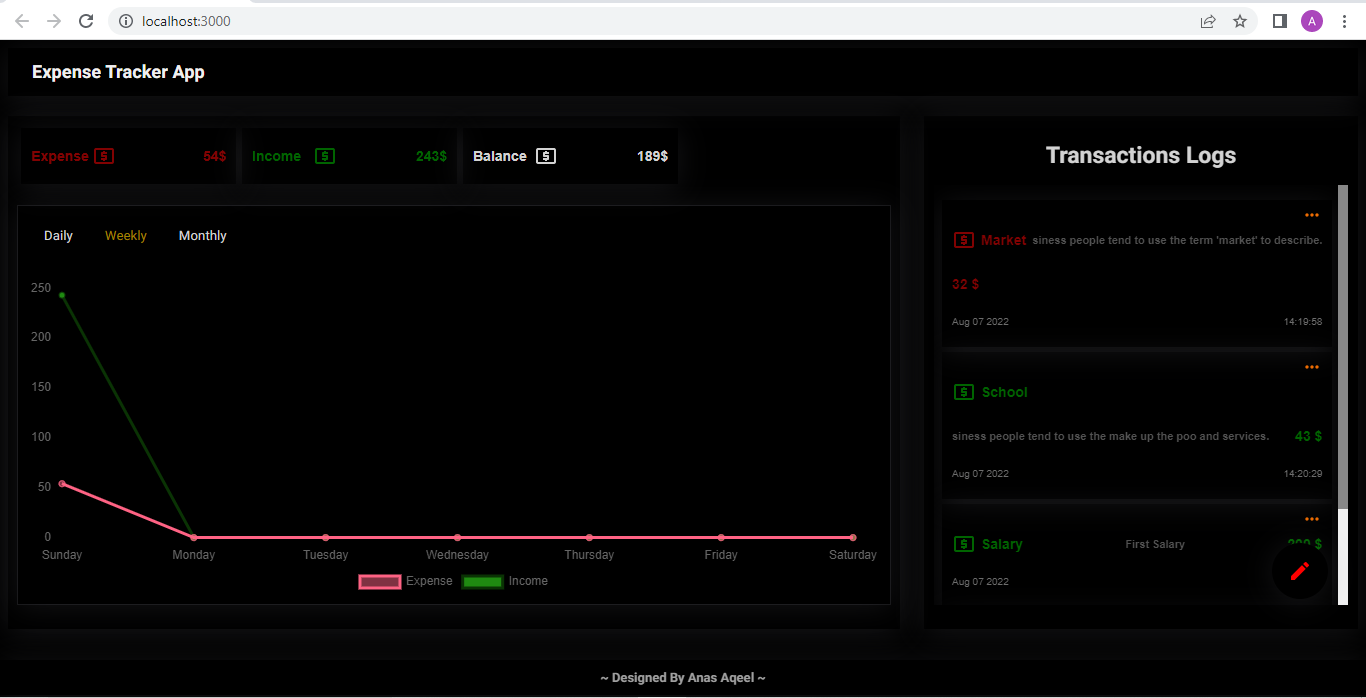 localhost:3000
A
Expense Tracker App
Expense $ 54$
Income $ 243$
Balance $ 189$
Daily Weekly Monthly
250
200
150
100
50
0
Sunday Monday Tuesday Wednesday Thursday Friday Saturday
Expense Income
Transactions Logs
$ Market siness people tend to use the term 'market' to describe.
32 $
Aug 07 2022 14:19:58
$ School
siness people tend to use the make up the poo and services. 43 $
Aug 07 2022 14:20:29
$ Salary First Salary $
Aug 07 2022
~ Designed By Anas Aqeel ~